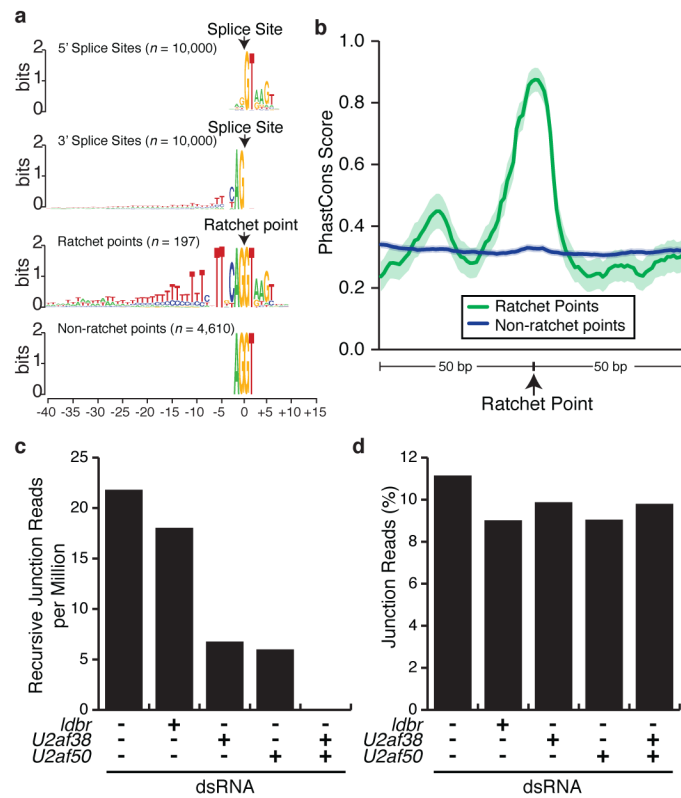 a
Splice Site
5' Splice Sites (n = 10,000)
2
1
0
bits
Splice Site
3' Splice Sites (n = 10,000)
2
1
0
bits
Ratchet point
Ratchet points (n = 197)
2
1
0
bits
Non-ratchet points (n = 4,610)
2
1
0
bits
AGGT
-40 -35 -30 -25 -20 -15 -10 -5 0 +5 +10 +15
b
PhastCons Score
1.0
0.8
0.6
0.4
0.2
0.0
Ratchet Points
Non-ratchet points
50 bp 50 bp
Ratchet Point
c
Recursive Junction Reads
per Million
25
20
15
10
5
0
ldbr - + - - -
U2af38 - - + - +
U2af50 - - - + +
dsRNA
d
Junction Reads (%)
12
10
8
6
4
2
0
ldbr - + - - -
U2af38 - - + - +
U2af50 - - - + +
dsRNA